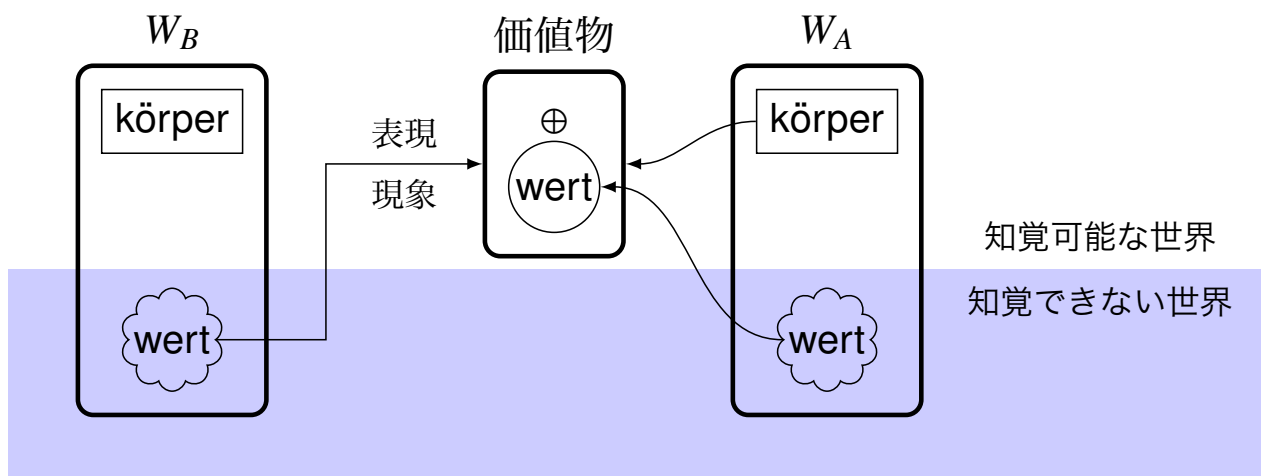 W_B
価値物
W_A
körper
⊕
körper
表現
wert
現象
知覚可能な世界
知覚できない世界
wert
wert